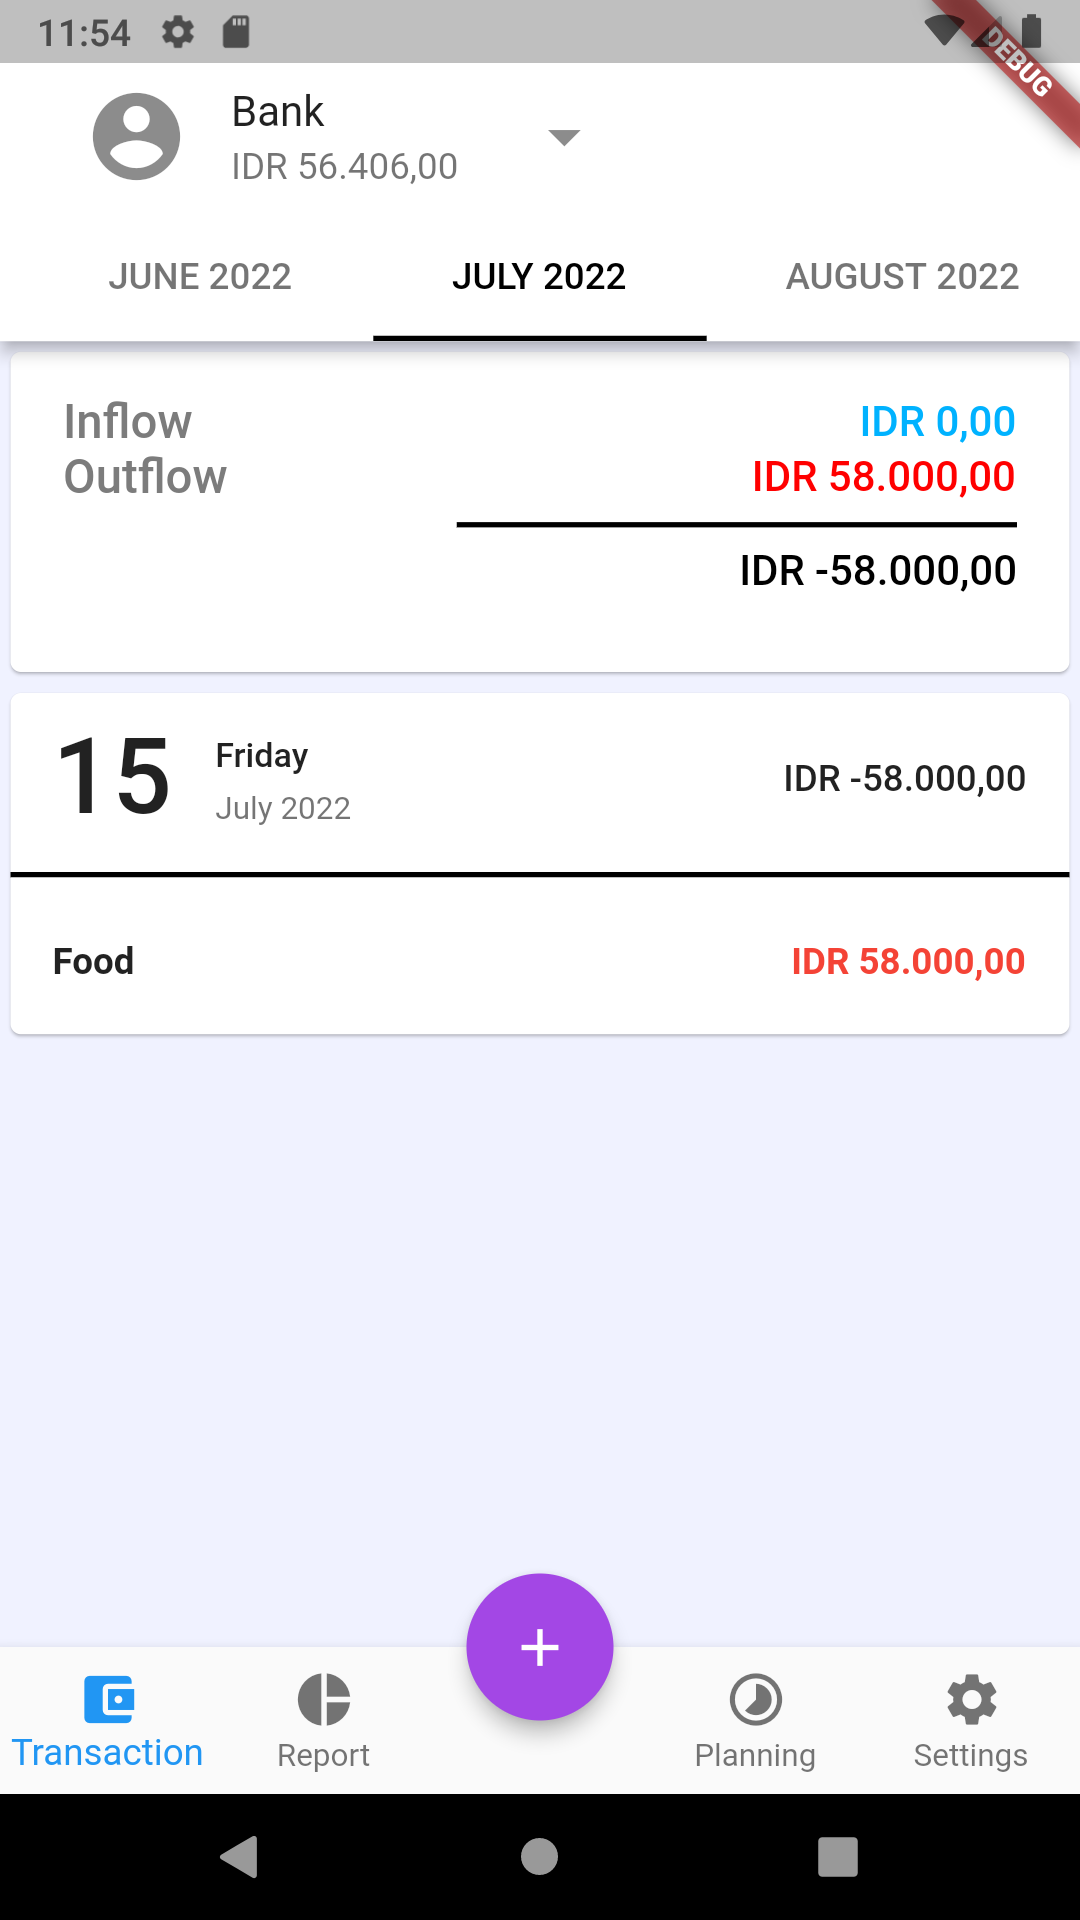 11:54
DEBUG
Bank
IDR 56.406,00
JUNE 2022 JULY 2022 AUGUST 2022
Inflow IDR 0,00
Outflow IDR 58.000,00
IDR -58.000,00
15 Friday July 2022 IDR -58.000,00
Food IDR 58.000,00
+
Transaction Report Planning Settings